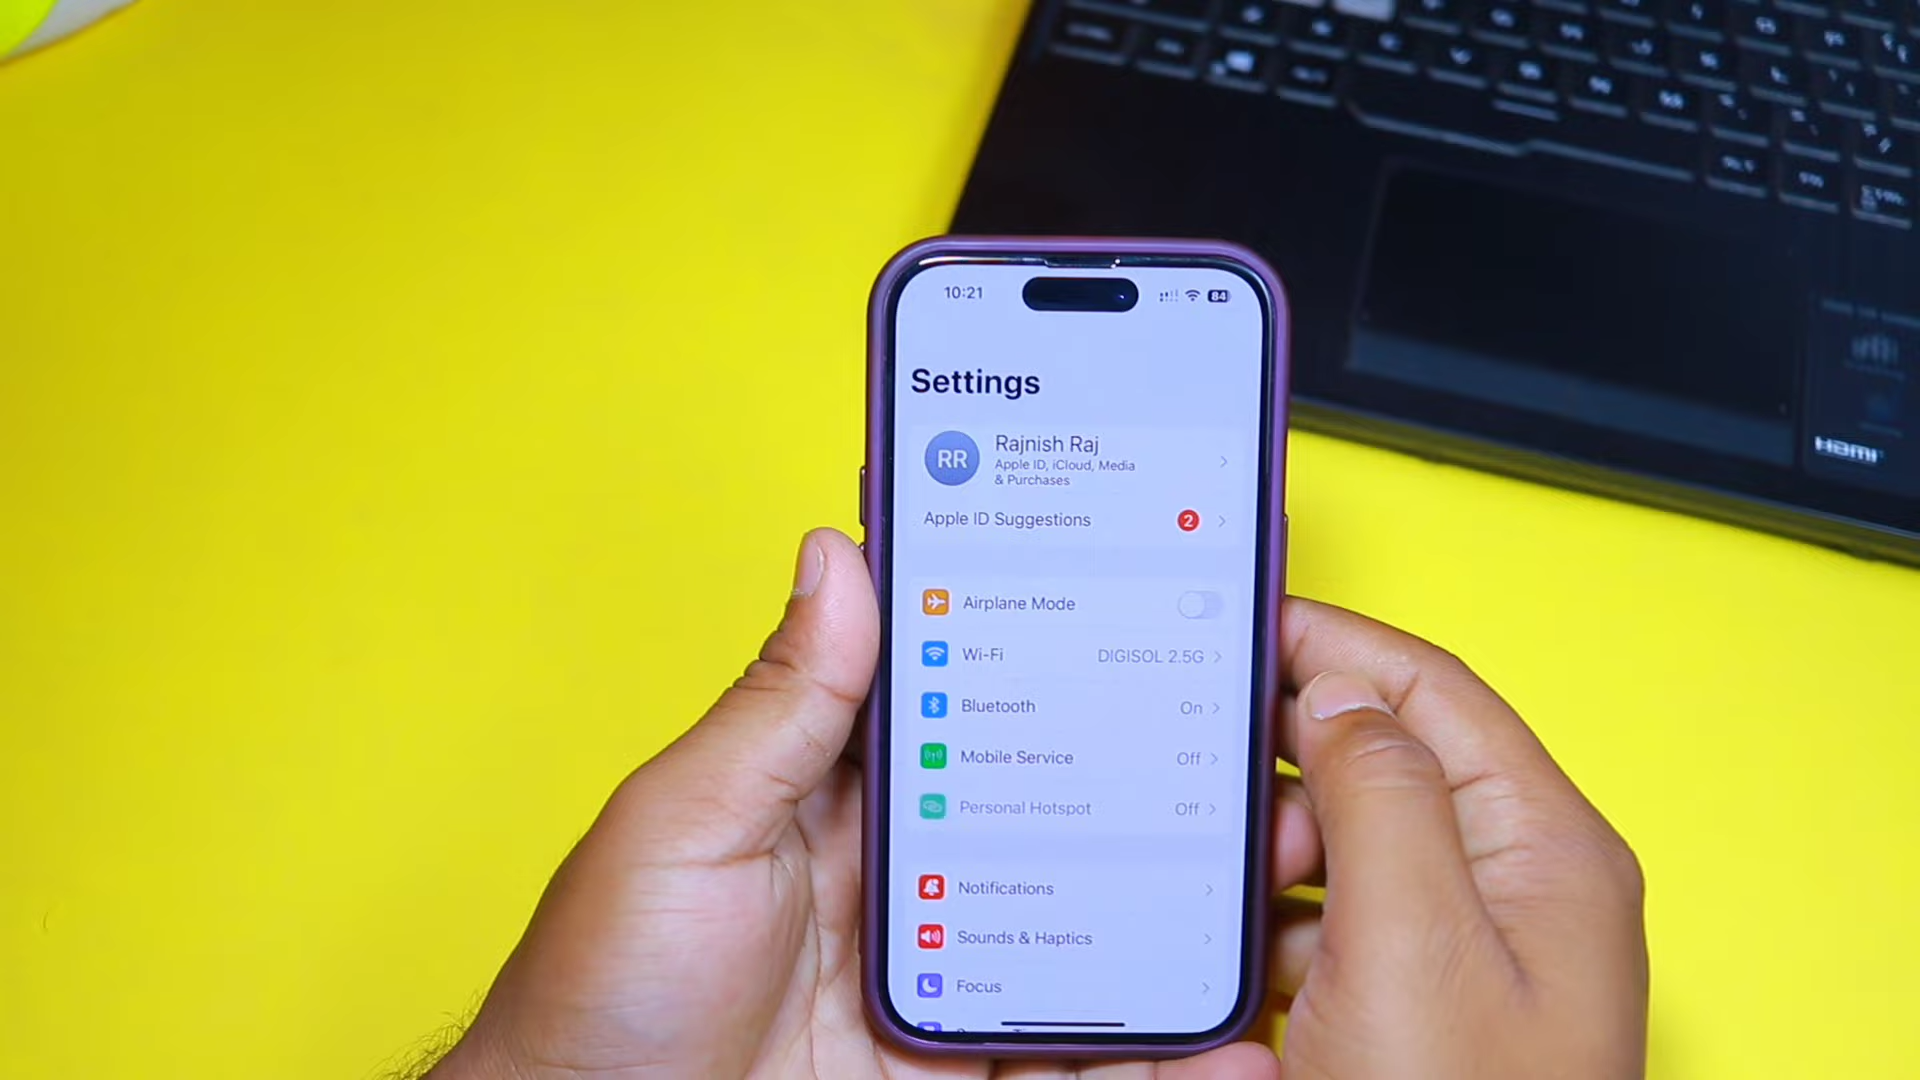 10:21
84
Settings
RR
Rajnish Raj
Apple ID, iCloud, Media
& Purchases
Apple ID Suggestions
2
Airplane Mode
Wi-Fi
DIGISOL 2.5G
Bluetooth
On
Mobile Service
Off
Personal Hotspot
Off
Notifications
Sounds & Haptics
Focus
HDMI